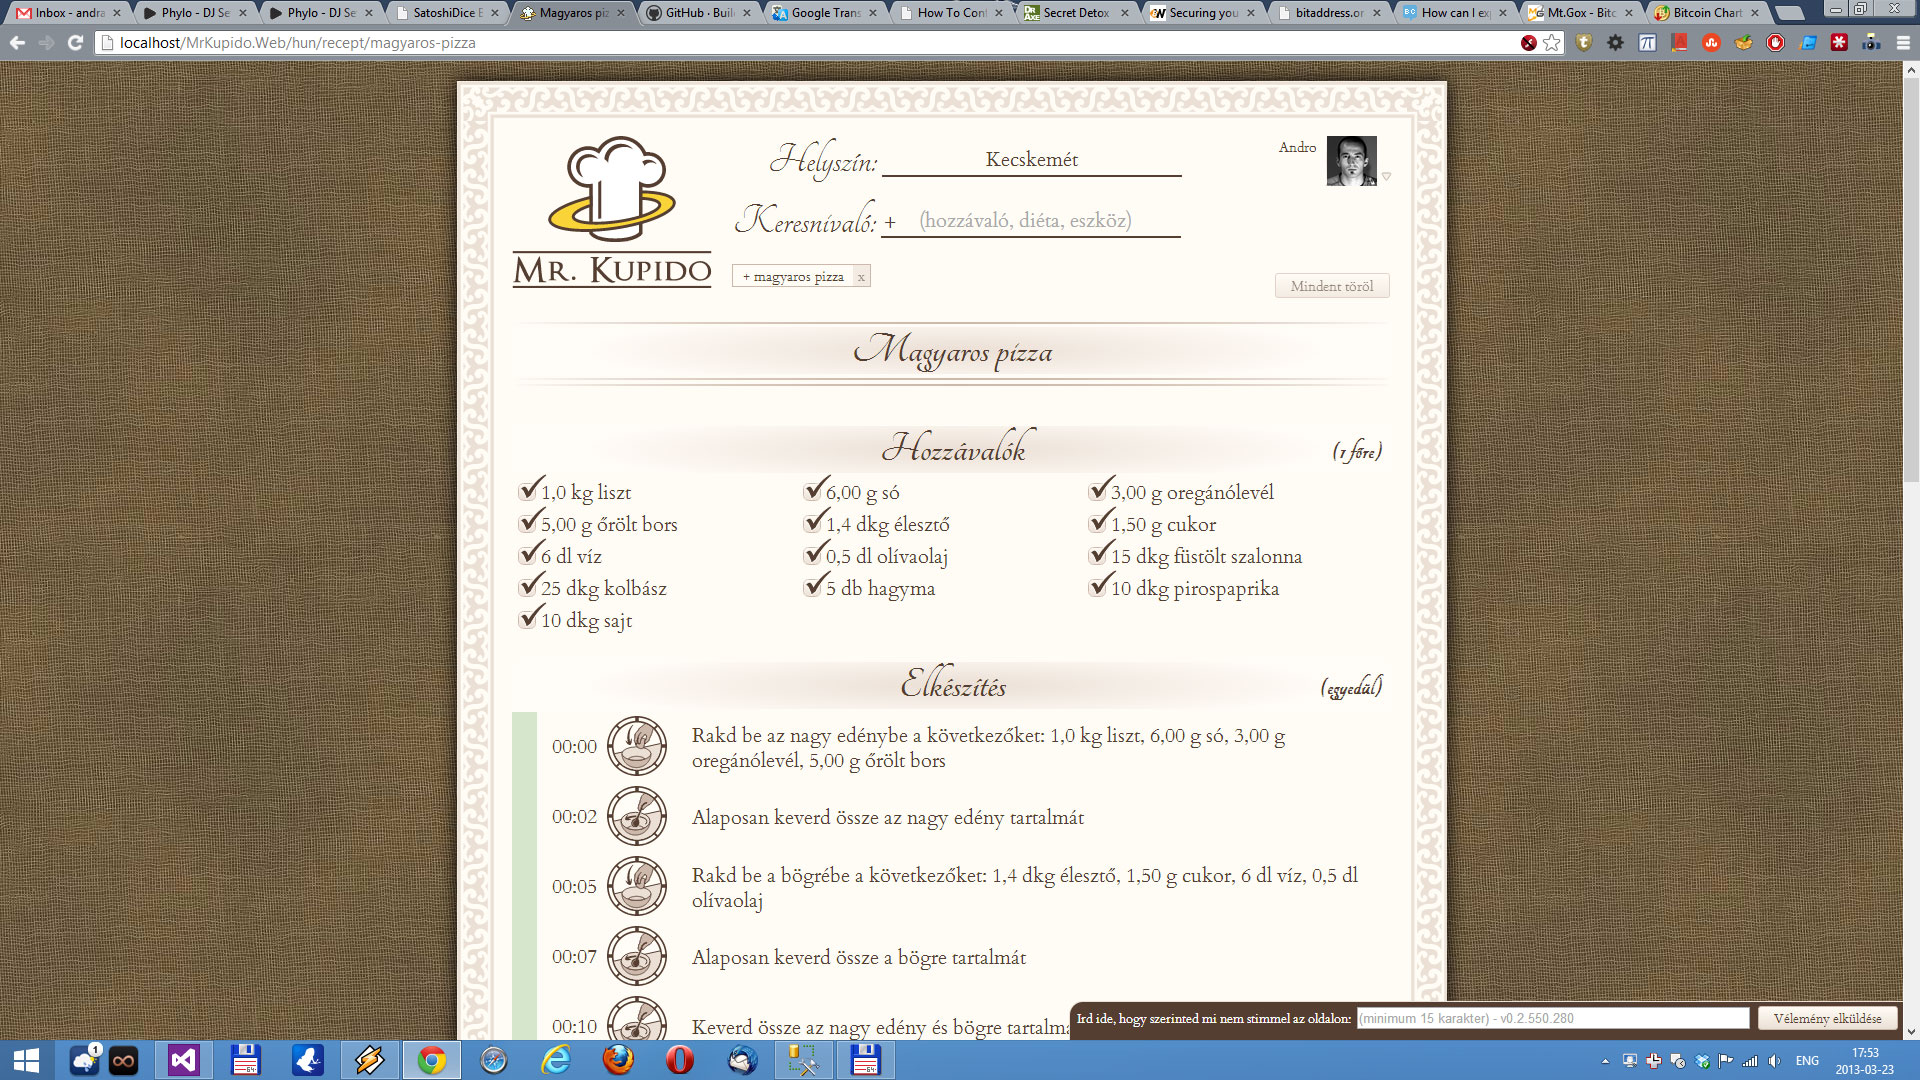 Inbox - andra
Phylo - DJ Se
Phylo - DJ Se
SatoshiDice B
Magyaros piz
GitHub · Buil
Google Trans
How To Conf
Secret Detox
Securing you
bitaddress.or
How can I exp
Mt.Gox - Bitc
Bitcoin Chart
localhost/MrKupido.Web/hun/recept/magyaros-pizza
Helyszín: Kecskemét
Andro
Keresnivaló: + (hozzávaló, diéta, eszköz)
MR. KUPIDO
+ magyaros pizza x
Mindent töröl
Magyaros pizza
Hozzávalók (1 főre)
1,0 kg liszt 6,00 g só 3,00 g oregánólevél
5,00 g őrölt bors 1,4 dkg élesztő 1,50 g cukor
6 dl víz 0,5 dl olívaolaj 15 dkg füstölt szalonna
25 dkg kolbász 5 db hagyma 10 dkg pirospaprika
10 dkg sajt
Elkészítés (egyedül)
00:00 Rakd be az nagy edénybe a következőket: 1,0 kg liszt, 6,00 g só, 3,00 g
oregánólevél, 5,00 g őrölt bors
00:02 Alaposan keverd össze az nagy edény tartalmát
00:05 Rakd be a bögrébe a következőket: 1,4 dkg élesztő, 1,50 g cukor, 6 dl víz, 0,5 dl
olívaolaj
00:07 Alaposan keverd össze a bögre tartalmát
00:10 Keverd össze az nagy edény és bögre tartalmá
Ird ide, hogy szerinted mi nem stimmel az oldalon: (minimum 15 karakter) - v0.2.550.280 Vélemény elküldése
1
64
64
ENG
17:53
2013-03-23